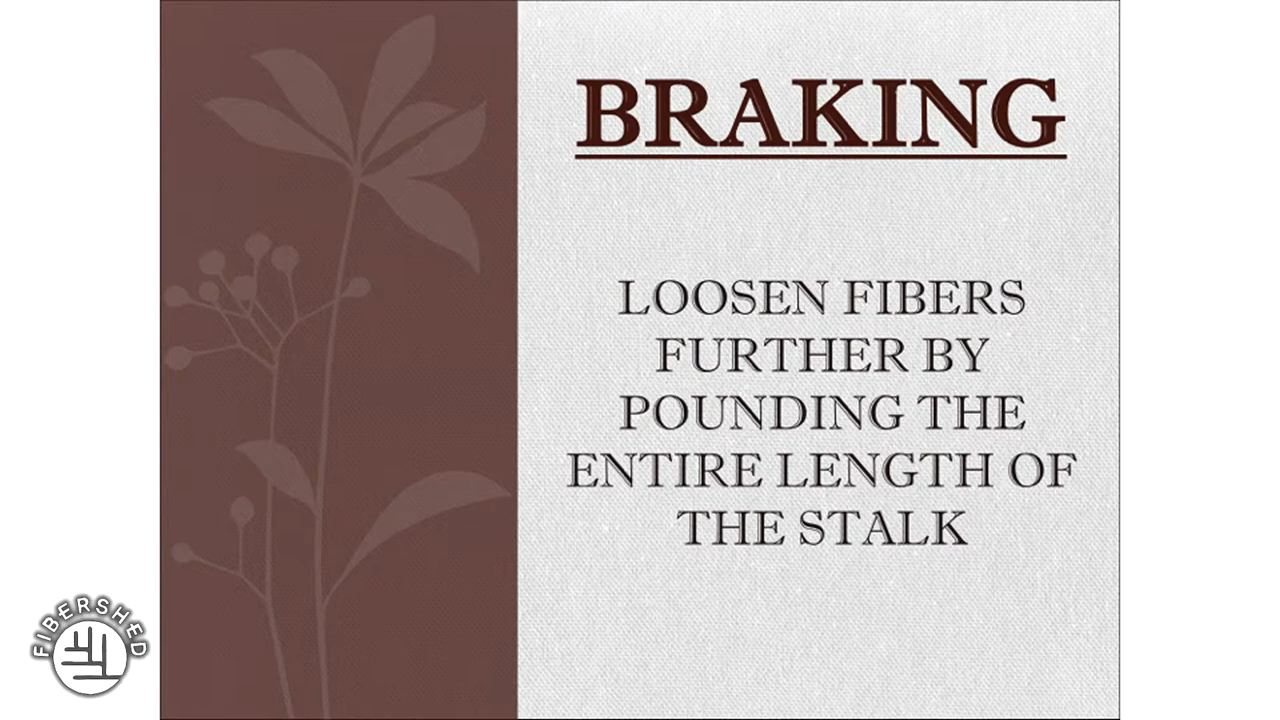 BRAKING
LOOSEN FIBERS
FURTHER BY
POUNDING THE
ENTIRE LENGTH OF
THE STALK
FIBERSHED